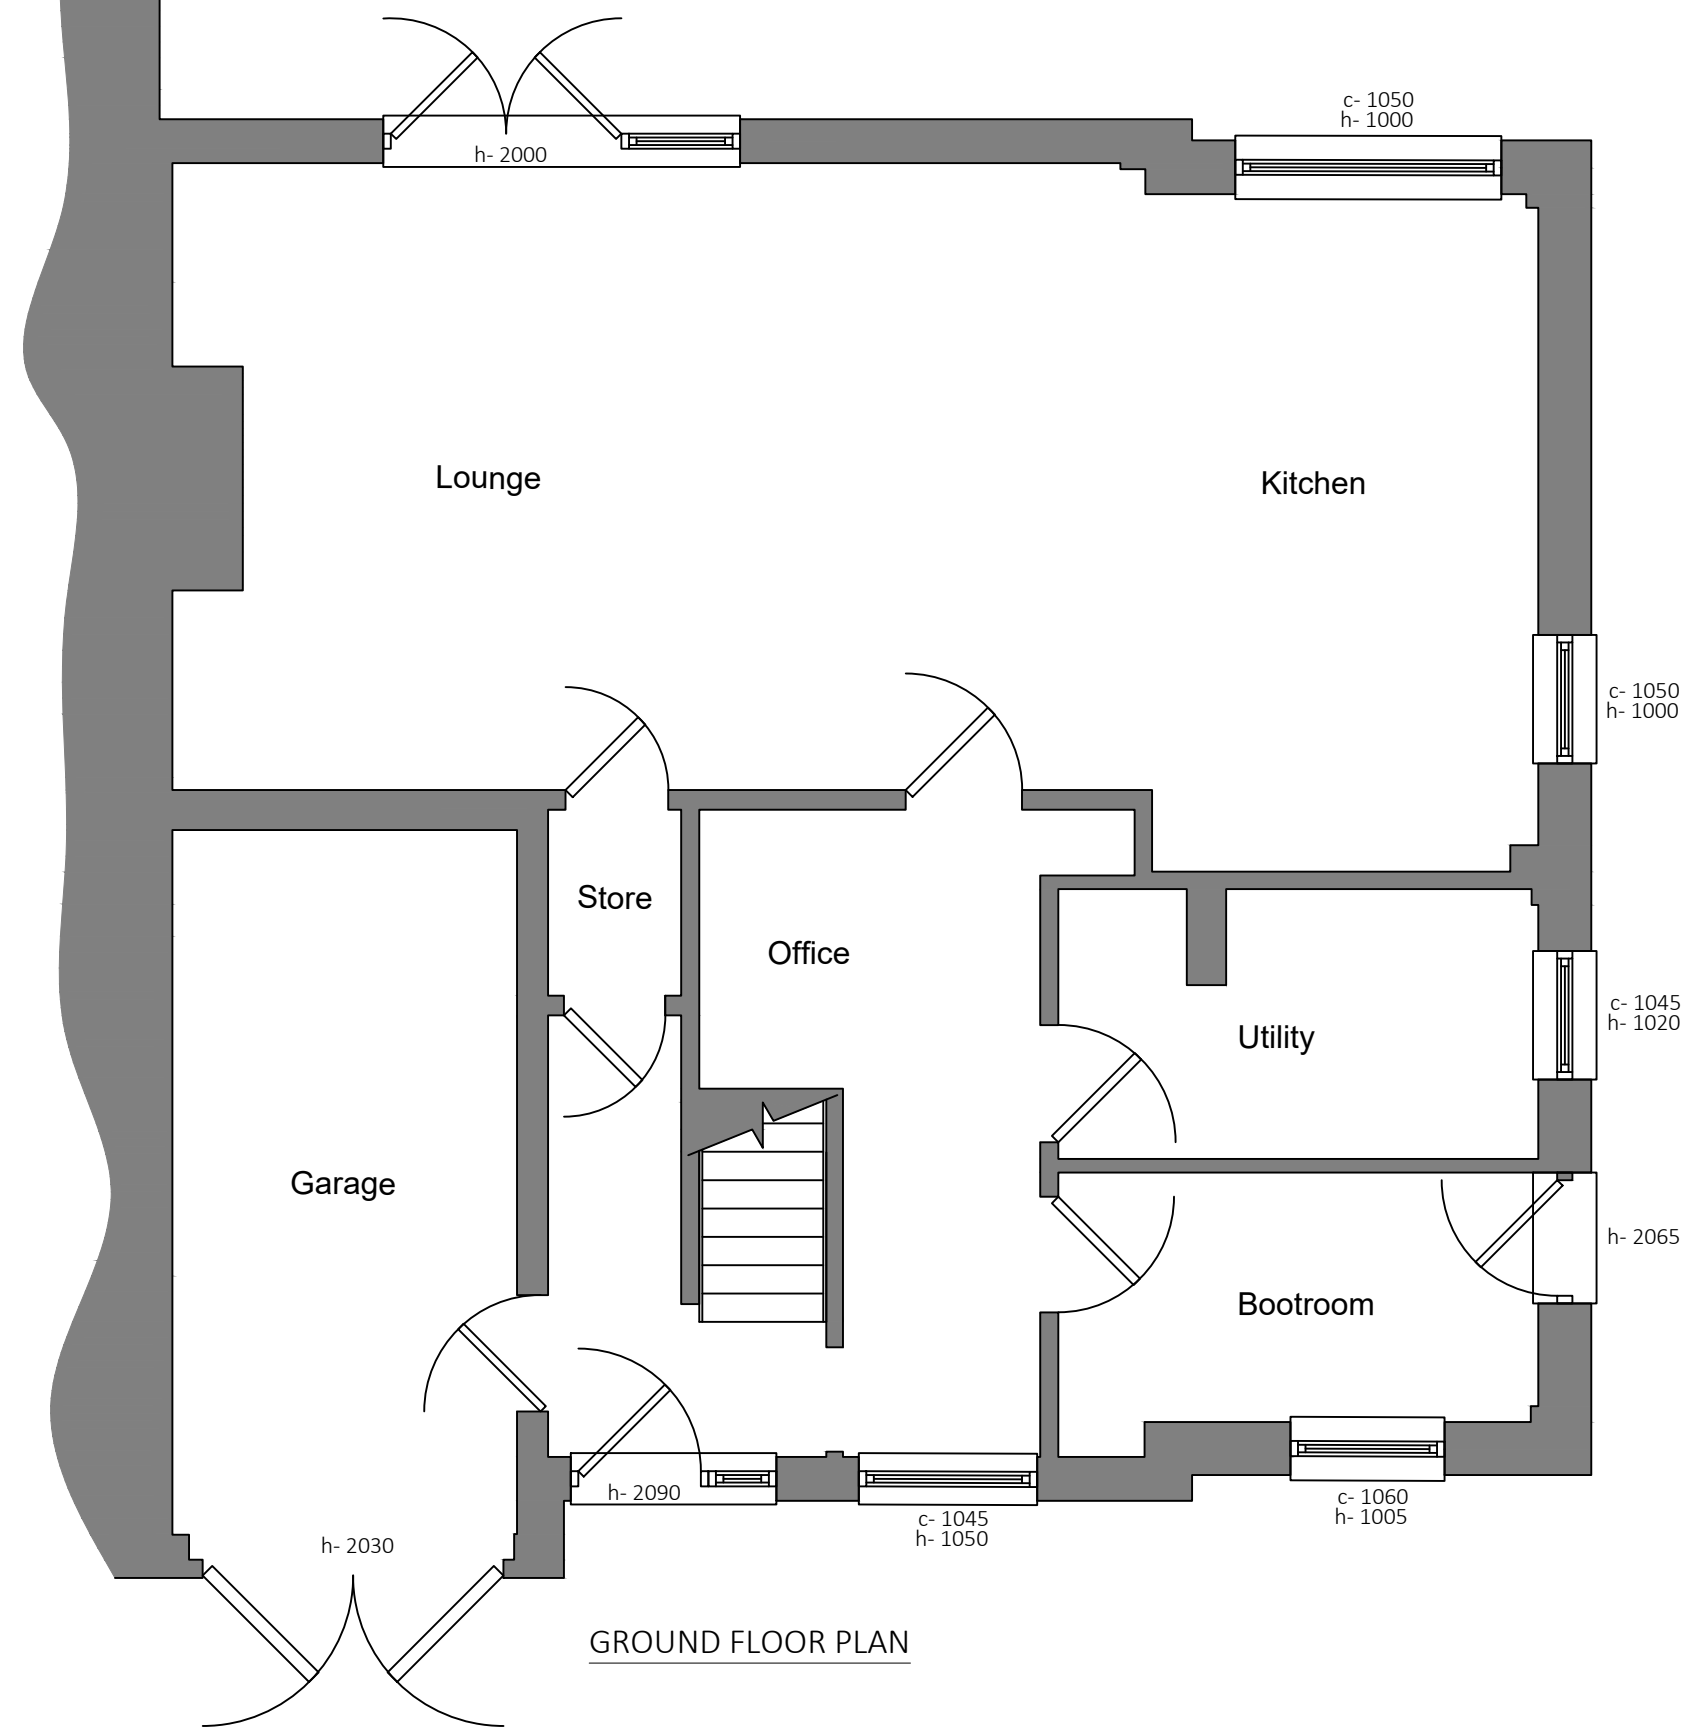 c- 1050
h- 1000
h- 2000
Lounge
Kitchen
c- 1050
h- 1000
Store
Office
c- 1045
h- 1020
Utility
Garage
h- 2065
Bootroom
h- 2090
c- 1060
h- 1005
c- 1045
h- 1050
h- 2030
GROUND FLOOR PLAN